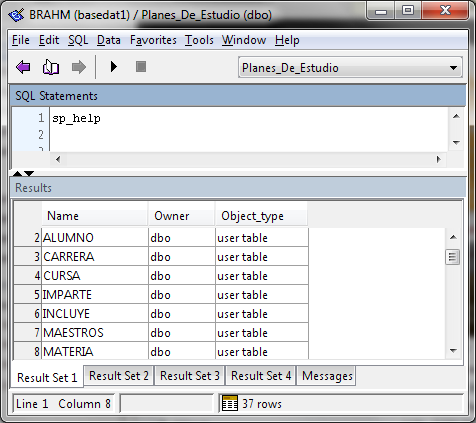 BRAHM (basedat1) / Planes_De_Estudio (dbo)
File Edit SQL Data Favorites Tools Window Help
Planes_De_Estudio
SQL Statements
1 sp_help
2
3
Results
Name Owner Object_type
2 ALUMNO dbo user table
3 CARRERA dbo user table
4 CURSA dbo user table
5 IMPARTE dbo user table
6 INCLUYE dbo user table
7 MAESTROS dbo user table
8 MATERIA dbo user table
Result Set 1 Result Set 2 Result Set 3 Result Set 4 Messages
Line 1 Column 8 37 rows